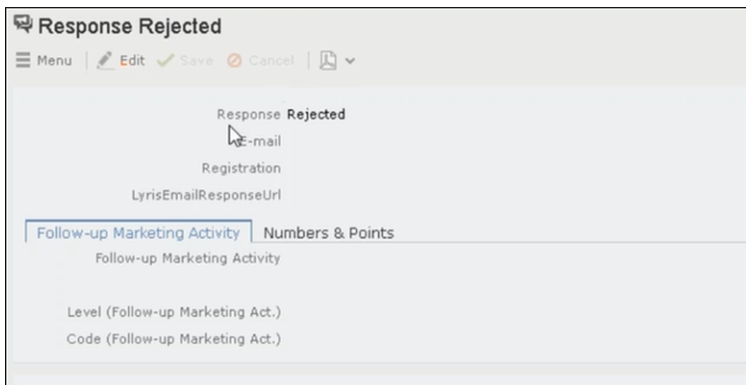 Response Rejected
Menu Edit Save Cancel
Response Rejected
E-mail
Registration
LyrisEmailResponseUrl
Follow-up Marketing Activity Numbers & Points
Follow-up Marketing Activity
Level (Follow-up Marketing Act.)
Code (Follow-up Marketing Act.)